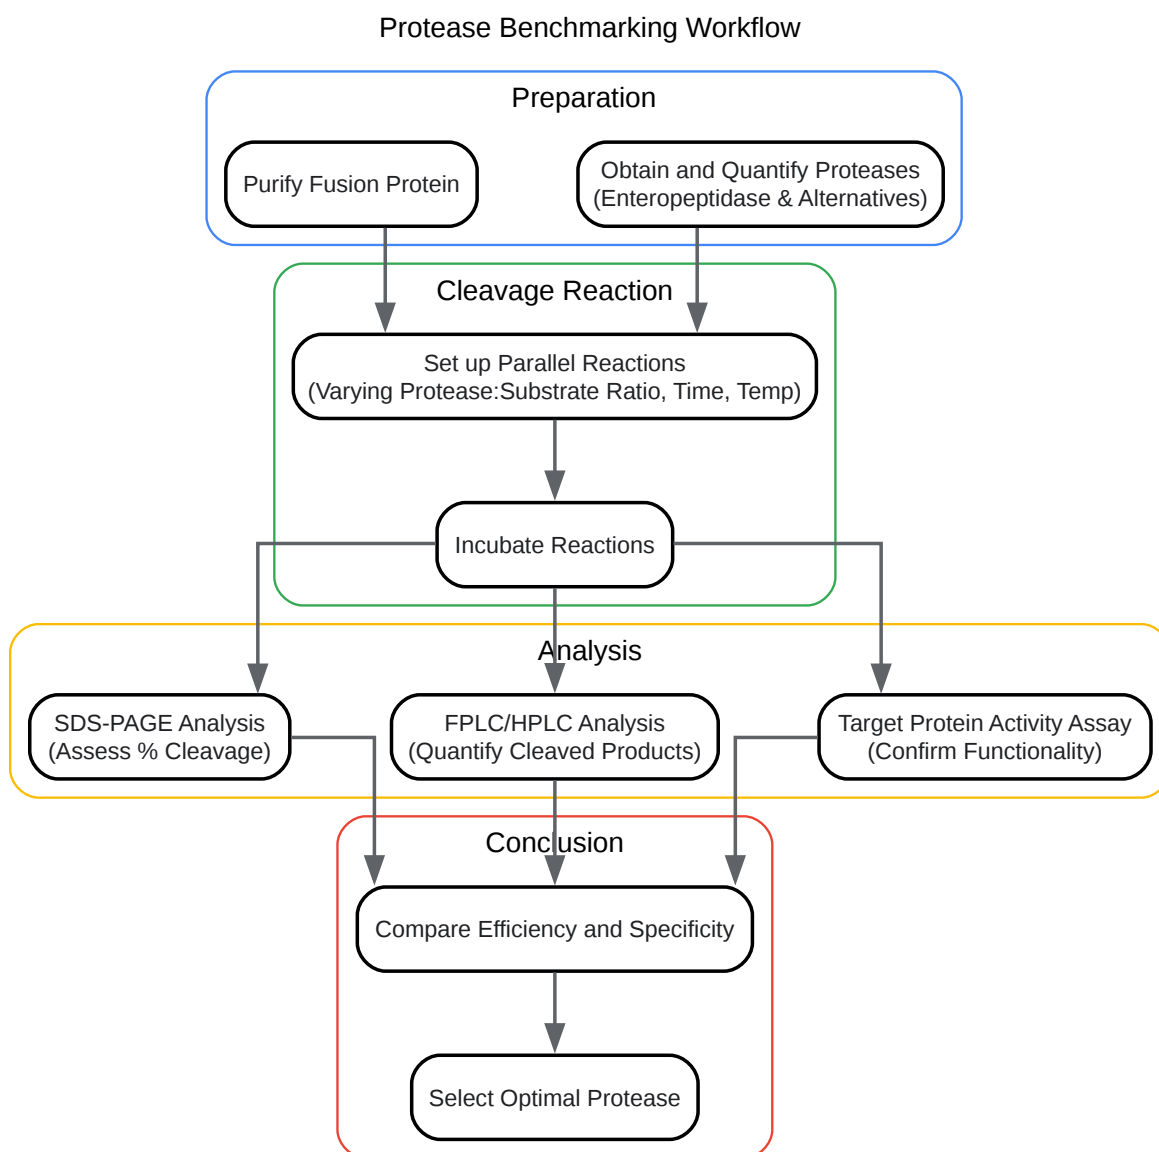 Protease Benchmarking Workflow
Preparation
Purify Fusion Protein
Obtain and Quantify Proteases
(Enteropeptidase & Alternatives)
Cleavage Reaction
Set up Parallel Reactions
(Varying Protease:Substrate Ratio, Time, Temp)
Incubate Reactions
Analysis
SDS-PAGE Analysis
(Assess % Cleavage)
FPLC/HPLC Analysis
(Quantify Cleaved Products)
Target Protein Activity Assay
(Confirm Functionality)
Conclusion
Compare Efficiency and Specificity
Select Optimal Protease